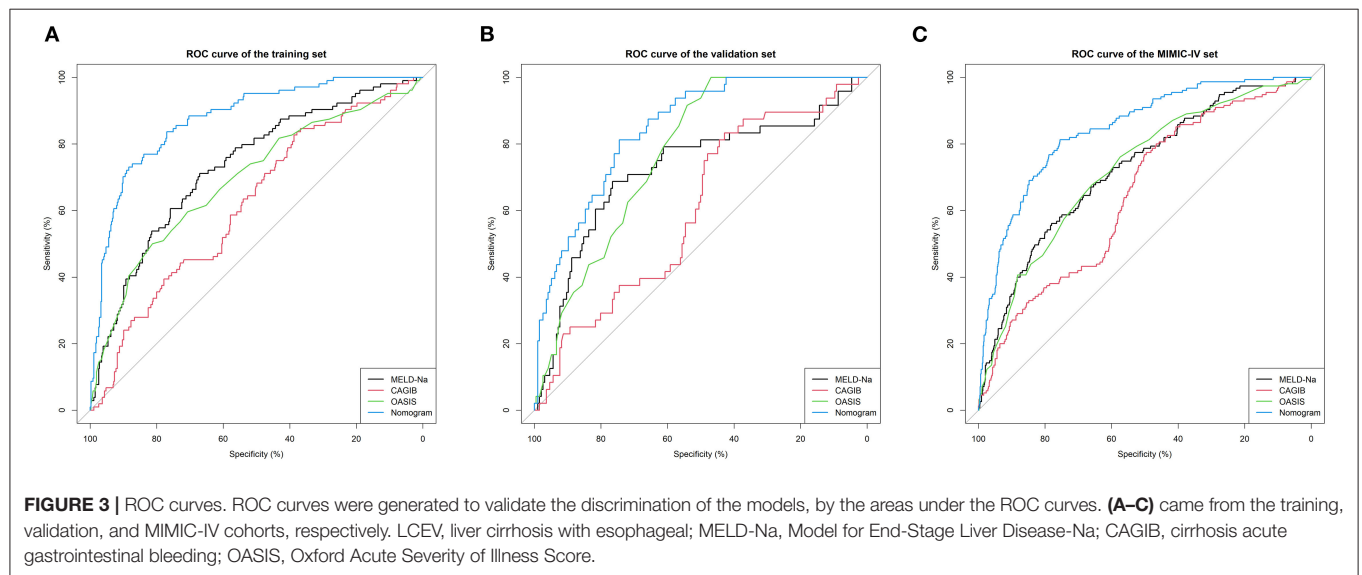 A
ROC curve of the training set
Sensitivity (%)
100
80
60
40
20
0
100
80
60
40
20
0
Specificity (%)
MELD-Na
CAGIB
OASIS
Nomogram
B
ROC curve of the validation set
Sensitivity (%)
100
80
60
40
20
0
100
80
60
40
20
0
Specificity (%)
MELD-Na
CAGIB
OASIS
Nomogram
C
ROC curve of the MIMIC-IV set
Sensitivity (%)
100
80
60
40
20
0
100
80
60
40
20
0
Specificity (%)
MELD-Na
CAGIB
OASIS
Nomogram
FIGURE 3 | ROC curves. ROC curves were generated to validate the discrimination of the models, by the areas under the ROC curves. (A–C) came from the training,
validation, and MIMIC-IV cohorts, respectively. LCEV, liver cirrhosis with esophageal; MELD-Na, Model for End-Stage Liver Disease-Na; CAGIB, cirrhosis acute
gastrointestinal bleeding; OASIS, Oxford Acute Severity of Illness Score.